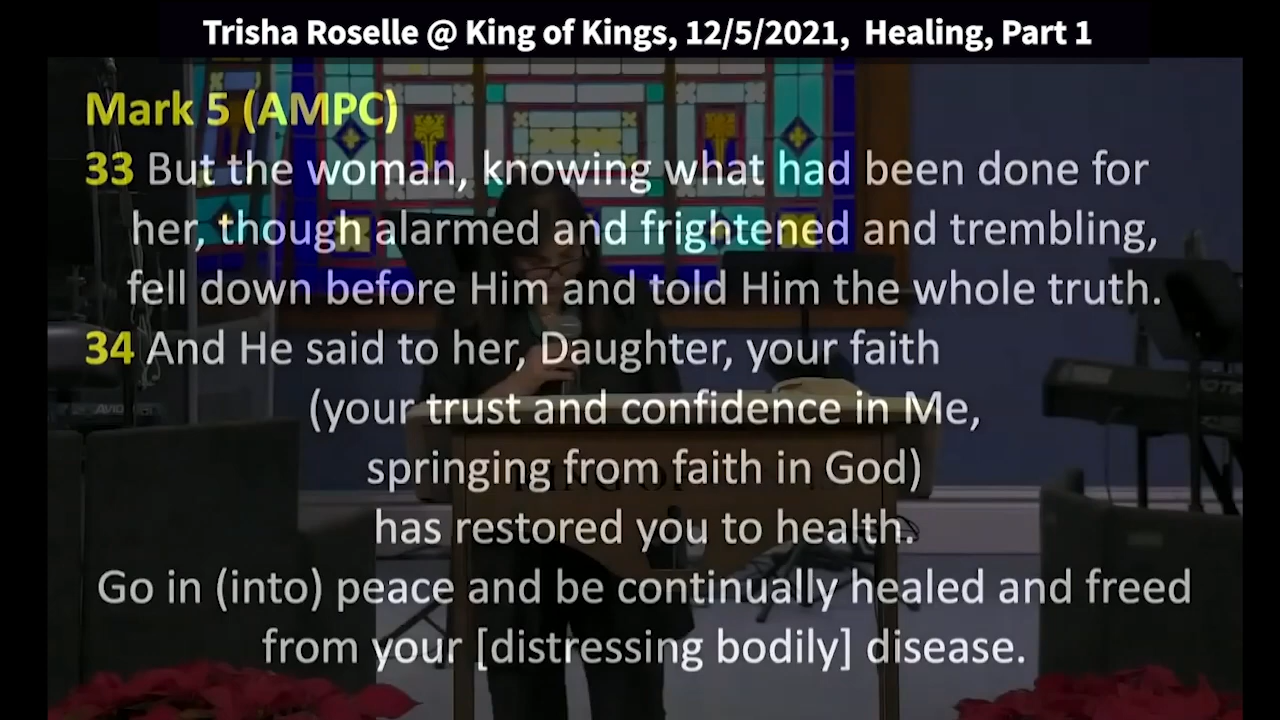 Trisha Roselle @ King of Kings, 12/5/2021, Healing, Part 1
Mark 5 (AMPC)
33 But the woman, knowing what had been done for
her, though alarmed and frightened and trembling,
fell down before Him and told Him the whole truth.
34 And He said to her, Daughter, your faith
(your trust and confidence in Me,
springing from faith in God)
has restored you to health.
Go in (into) peace and be continually healed and freed
from your [distressing bodily] disease.